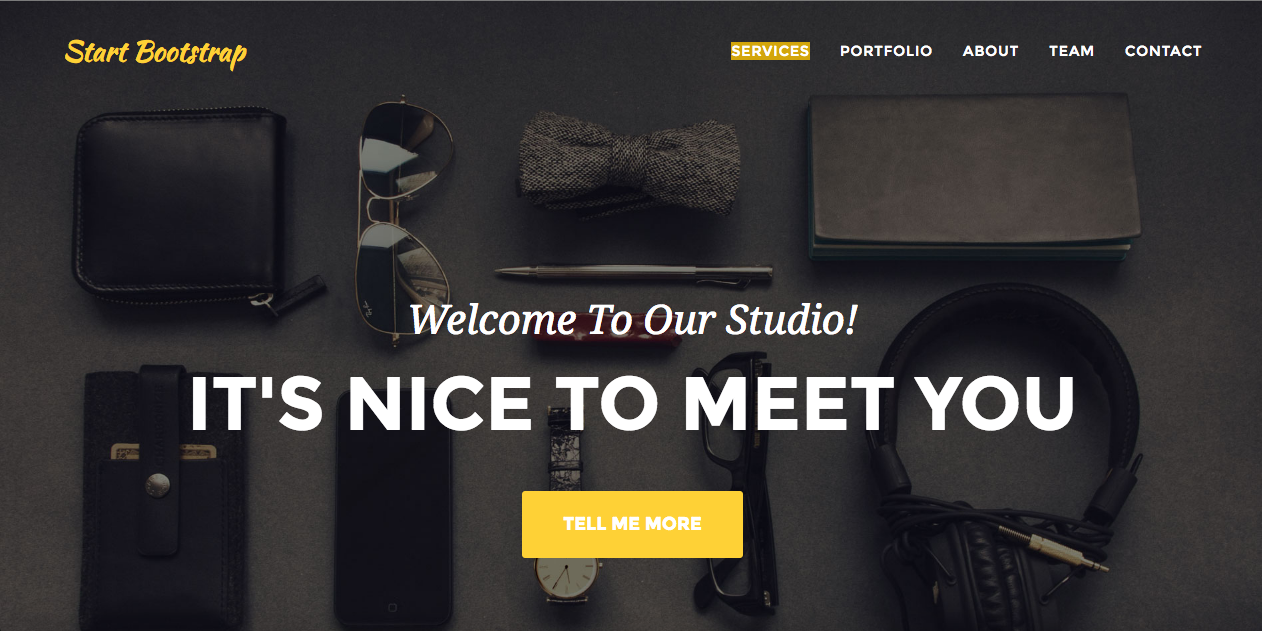 Start Bootstrap
SERVICES PORTFOLIO ABOUT TEAM CONTACT
Welcome To Our Studio!
IT'S NICE TO MEET YOU
TELL ME MORE